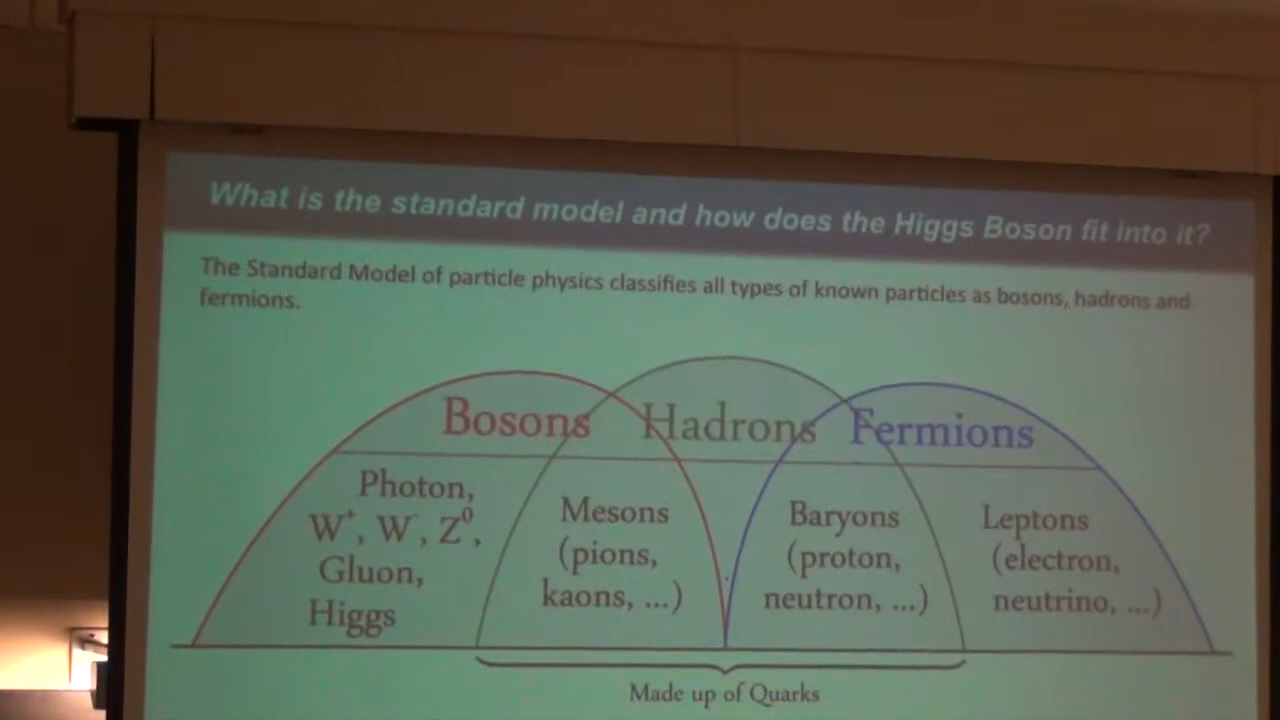 What is the standard model and how does the Higgs Boson fit into it?
The Standard Model of particle physics classifies all types of known particles as bosons, hadrons and
fermions.
Bosons Hadrons Fermions
Photon,
W⁺, W⁻, Z⁰,
Gluon,
Higgs
Mesons
(pions,
kaons, ...)
Baryons
(proton,
neutron, ...)
Leptons
(electron,
neutrino, ...)
Made up of Quarks